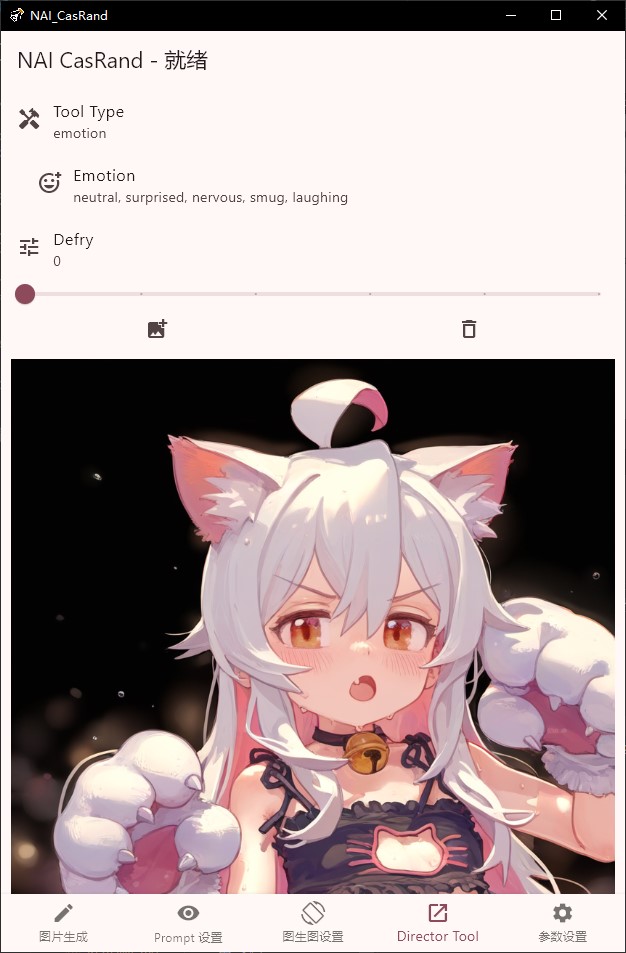 NAI_CasRand
NAI CasRand - 就绪
Tool Type
emotion
Emotion
neutral, surprised, nervous, smug, laughing
Defry
0
图片生成
Prompt 设置
图生图设置
Director Tool
参数设置